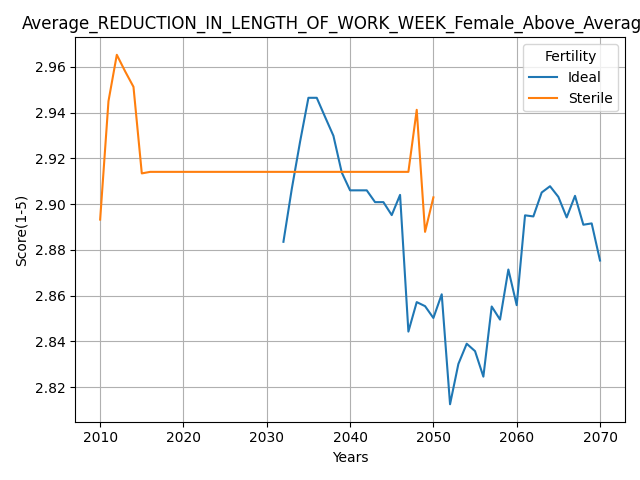 Average_REDUCTION_IN_LENGTH_OF_WORK_WEEK_Female_Above_Averag
Fertility
Ideal
Sterile
2.96
2.94
2.92
2.90
2.88
2.86
2.84
2.82
Score(1-5)
2010 2020 2030 2040 2050 2060 2070
Years